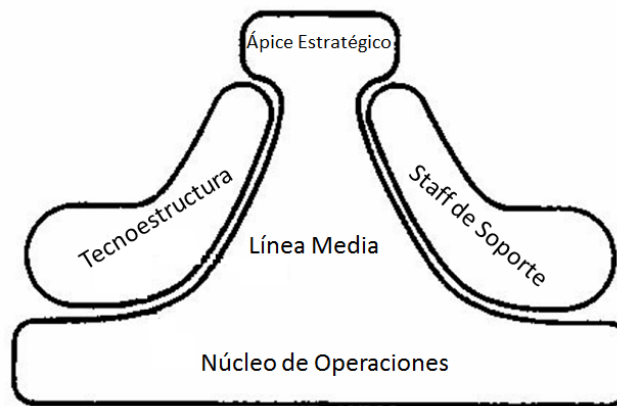 Ápice Estratégico
Tecnoestructura
Staff de Soporte
Línea Media
Núcleo de Operaciones